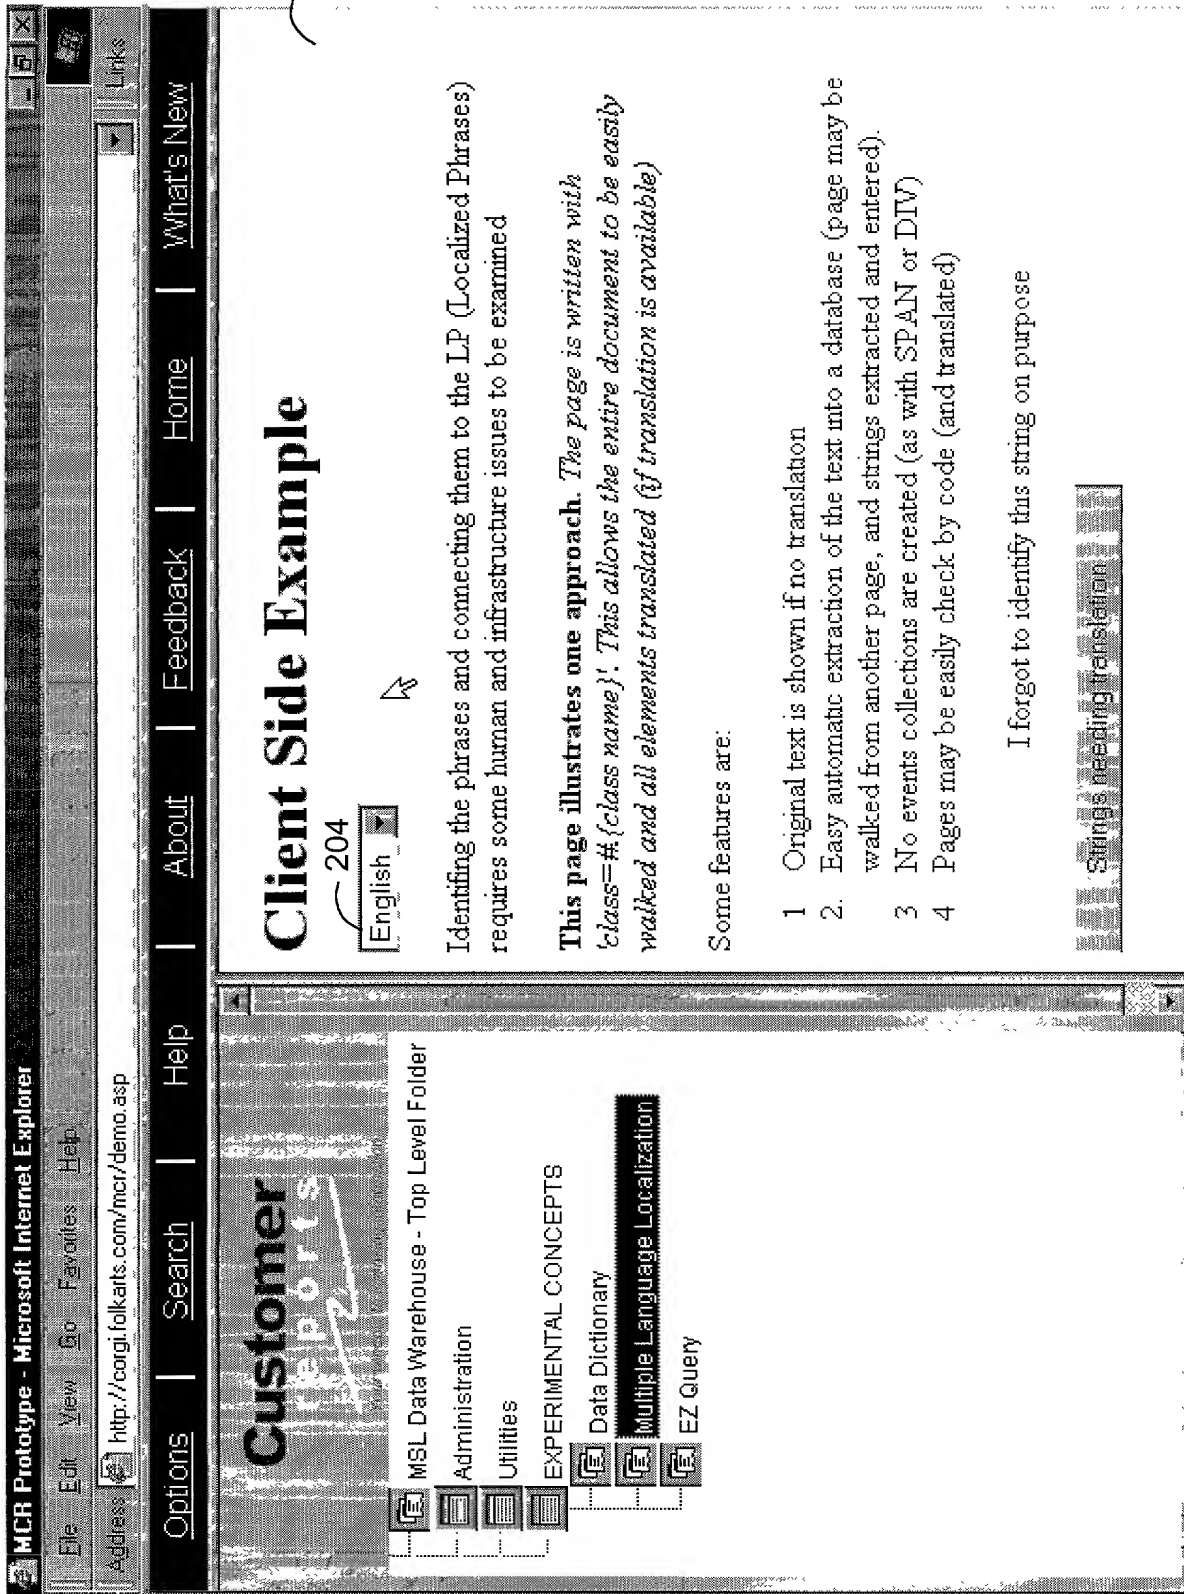 MCR Prototype - Microsoft Internet Explorer
File Edit View Go Favorites Help
Address http://corgi.folkarts.com/mcr/demo.asp Links
Options | Search | Help | About | Feedback | Home | What's New
Customer
reports
MSL Data Warehouse - Top Level Folder
Administration
Utilities
EXPERIMENTAL CONCEPTS
Data Dictionary
Multiple Language Localization
EZ Query
Client Side Example
204
English
Identifing the phrases and connecting them to the LP (Localized Phrases)
requires some human and infrastructure issues to be examined
This page illustrates one approach. The page is written with
'class=#{class name}'. This allows the entire document to be easily
walked and all elements translated (if translation is available)
Some features are:
1 Original text is shown if no translation
2. Easy automatic extraction of the text into a database (page may be
walked from another page, and strings extracted and entered).
3 No events collections are created (as with SPAN or DIV)
4 Pages may be easily check by code (and translated)
I forgot to identify this string on purpose
Strings needing translation